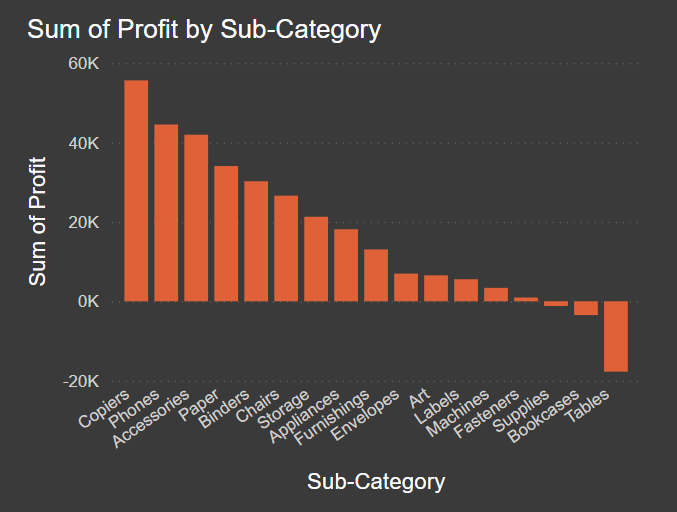 Sum of Profit by Sub-Category
60K
40K
20K
0K
-20K
Sum of Profit
Copiers
Phones
Accessories
Paper
Binders
Chairs
Storage
Appliances
Furnishings
Envelopes
Art
Labels
Machines
Fasteners
Supplies
Bookcases
Tables
Sub-Category